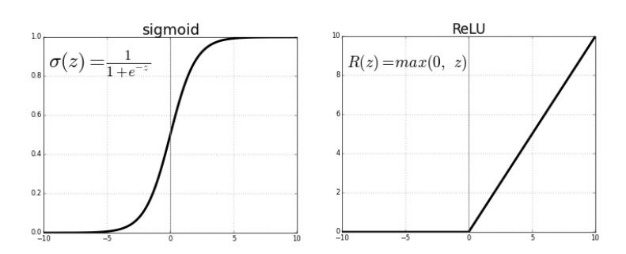 sigmoid
σ(z) = 1 / (1 + e^{-z})
1.0
0.8
0.6
0.4
0.2
0.0
−10 −5 0 5 10
ReLU
R(z) = max(0, z)
10
8
6
4
2
0
−10 −5 0 5 10